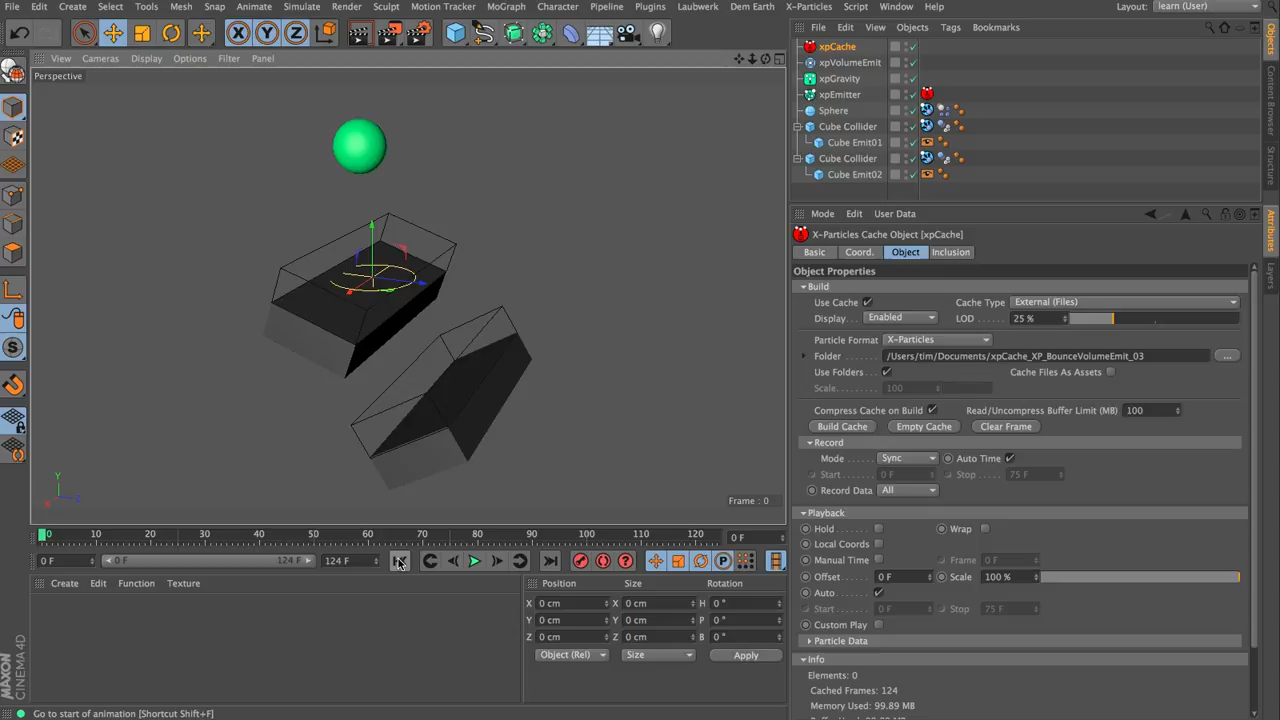 File Edit Create Select Tools Mesh Snap Animate Simulate Render Sculpt Motion Tracker MoGraph Character Pipeline Plugins Laubwerk Dem Earth X-Particles Script Window Help Layout: learn (User)
File Edit View Objects Tags Bookmarks
View Cameras Display Options Filter Panel
Perspective
xpCache
xpVolumeEmit
xpGravity
xpEmitter
Sphere
Cube Collider
Cube Emit01
Cube Collider
Cube Emit02
Objects
Content Browser
Structure
Mode Edit User Data
X-Particles Cache Object [xpCache]
Basic Coord. Object Inclusion
Attributes
Layers
Object Properties
Build
Use Cache Cache Type External (Files)
Display Enabled LOD 25 %
Particle Format X-Particles
Folder /Users/tim/Documents/xpCache_XP_BounceVolumeEmit_03 ...
Use Folders Cache Files As Assets
Scale 100
Compress Cache on Build Read/Uncompress Buffer Limit (MB) 100
Build Cache Empty Cache Clear Frame
Record
Mode Sync Auto Time
Start 0 F Stop 75 F
Record Data All
Playback
Hold Wrap
Local Coords
Manual Time Frame 0 F
Offset 0 F Scale 100 %
Auto
Start 0 F Stop 75 F
Custom Play
Particle Data
Info
Elements: 0
Cached Frames: 124
Memory Used: 99.89 MB
Y
X Z
Frame : 0
0 10 20 30 40 50 60 70 80 90 100 110 120 0 F
0 F 0 F 124 F 124 F
Create Edit Function Texture
Position Size Rotation
X 0 cm X 0 cm H 0 °
Y 0 cm Y 0 cm P 0 °
Z 0 cm Z 0 cm B 0 °
Object (Rel) Size Apply
MAXON
CINEMA 4D
Go to start of animation [Shortcut Shift+F]